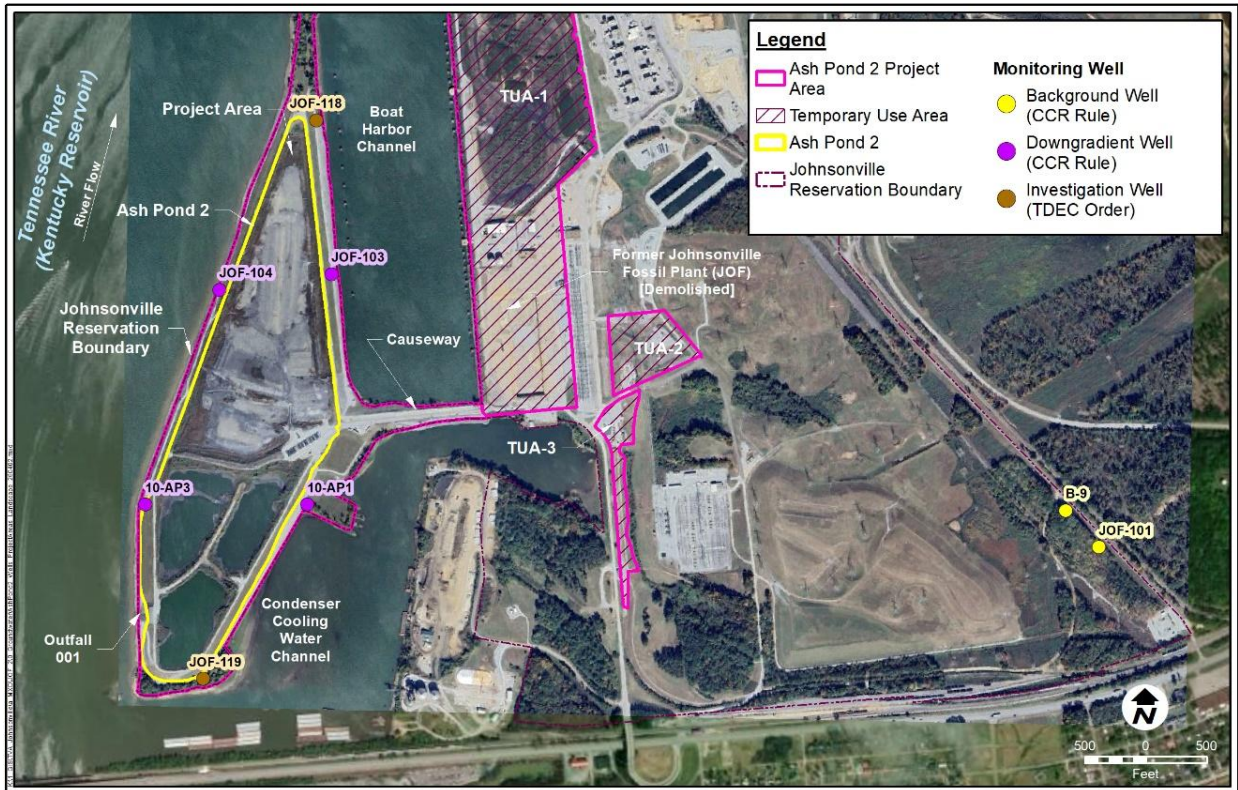 Legend
Ash Pond 2 Project
Area
Temporary Use Area
Ash Pond 2
Johnsonville
Reservation Boundary
Monitoring Well
Background Well
(CCR Rule)
Downgradient Well
(CCR Rule)
Investigation Well
(TDEC Order)
Tennessee River
(Kentucky Reservoir)
River Flow
Project Area
JOF-118
Boat
Harbor
Channel
TUA-1
Ash Pond 2
JOF-104
JOF-103
Former Johnsonville
Fossil Plant (JOF)
[Demolished]
Johnsonville
Reservation
Boundary
Causeway
TUA-2
TUA-3
10-AP3
10-AP1
B-9
JOF-101
Condenser
Cooling
Water
Channel
Outfall
001
JOF-119
N
500 0 500
Feet